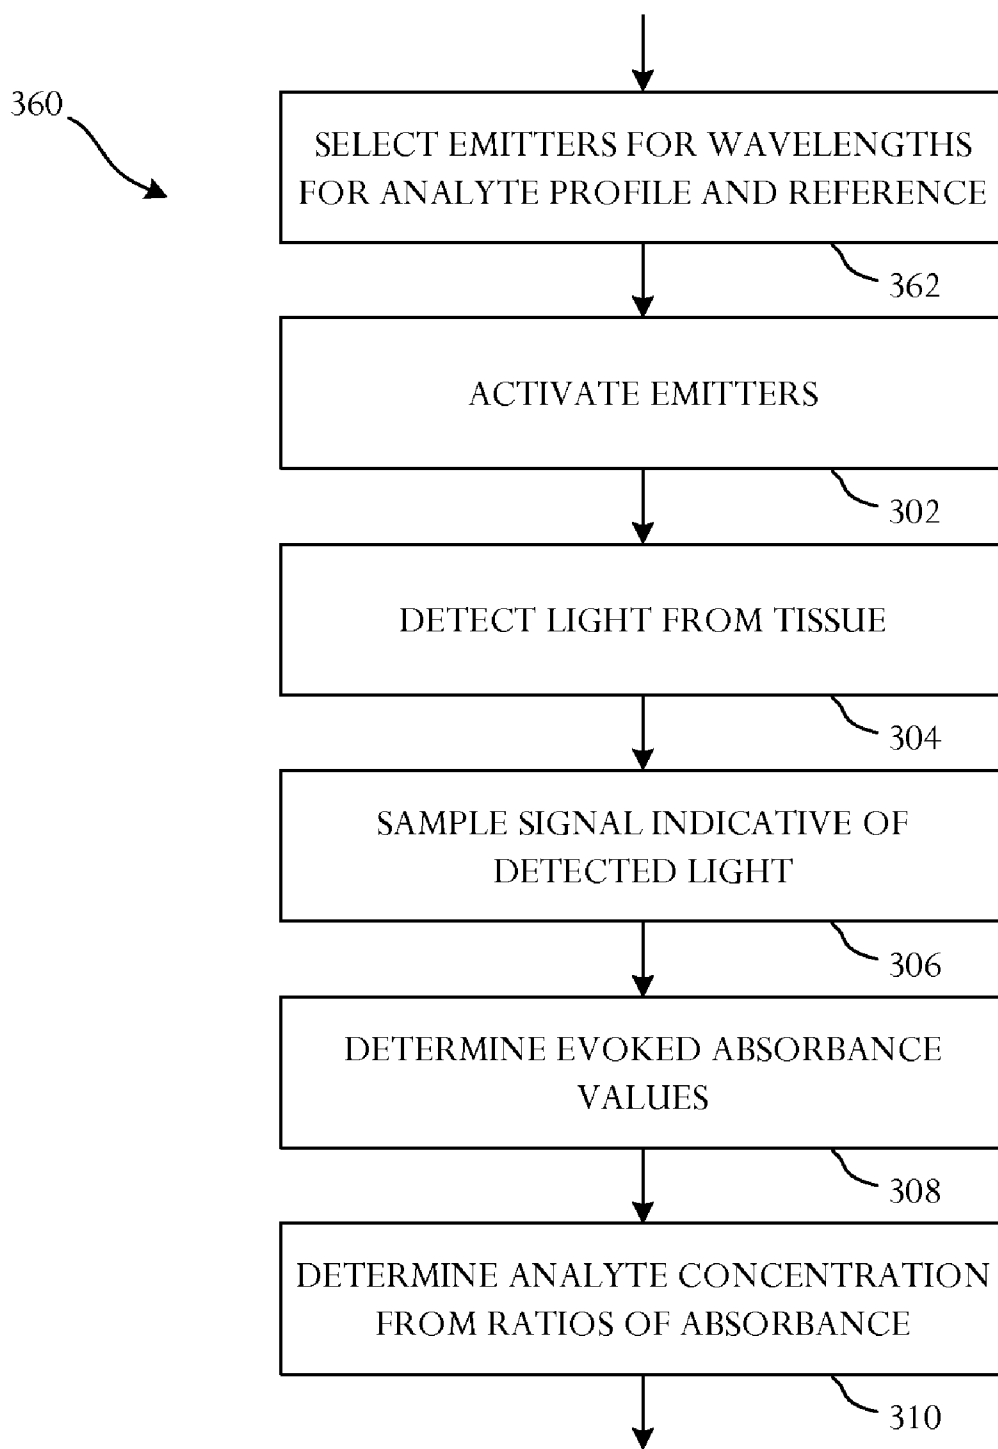 360
SELECT EMITTERS FOR WAVELENGTHS
FOR ANALYTE PROFILE AND REFERENCE
362
ACTIVATE EMITTERS
302
DETECT LIGHT FROM TISSUE
304
SAMPLE SIGNAL INDICATIVE OF
DETECTED LIGHT
306
DETERMINE EVOKED ABSORBANCE
VALUES
308
DETERMINE ANALYTE CONCENTRATION
FROM RATIOS OF ABSORBANCE
310